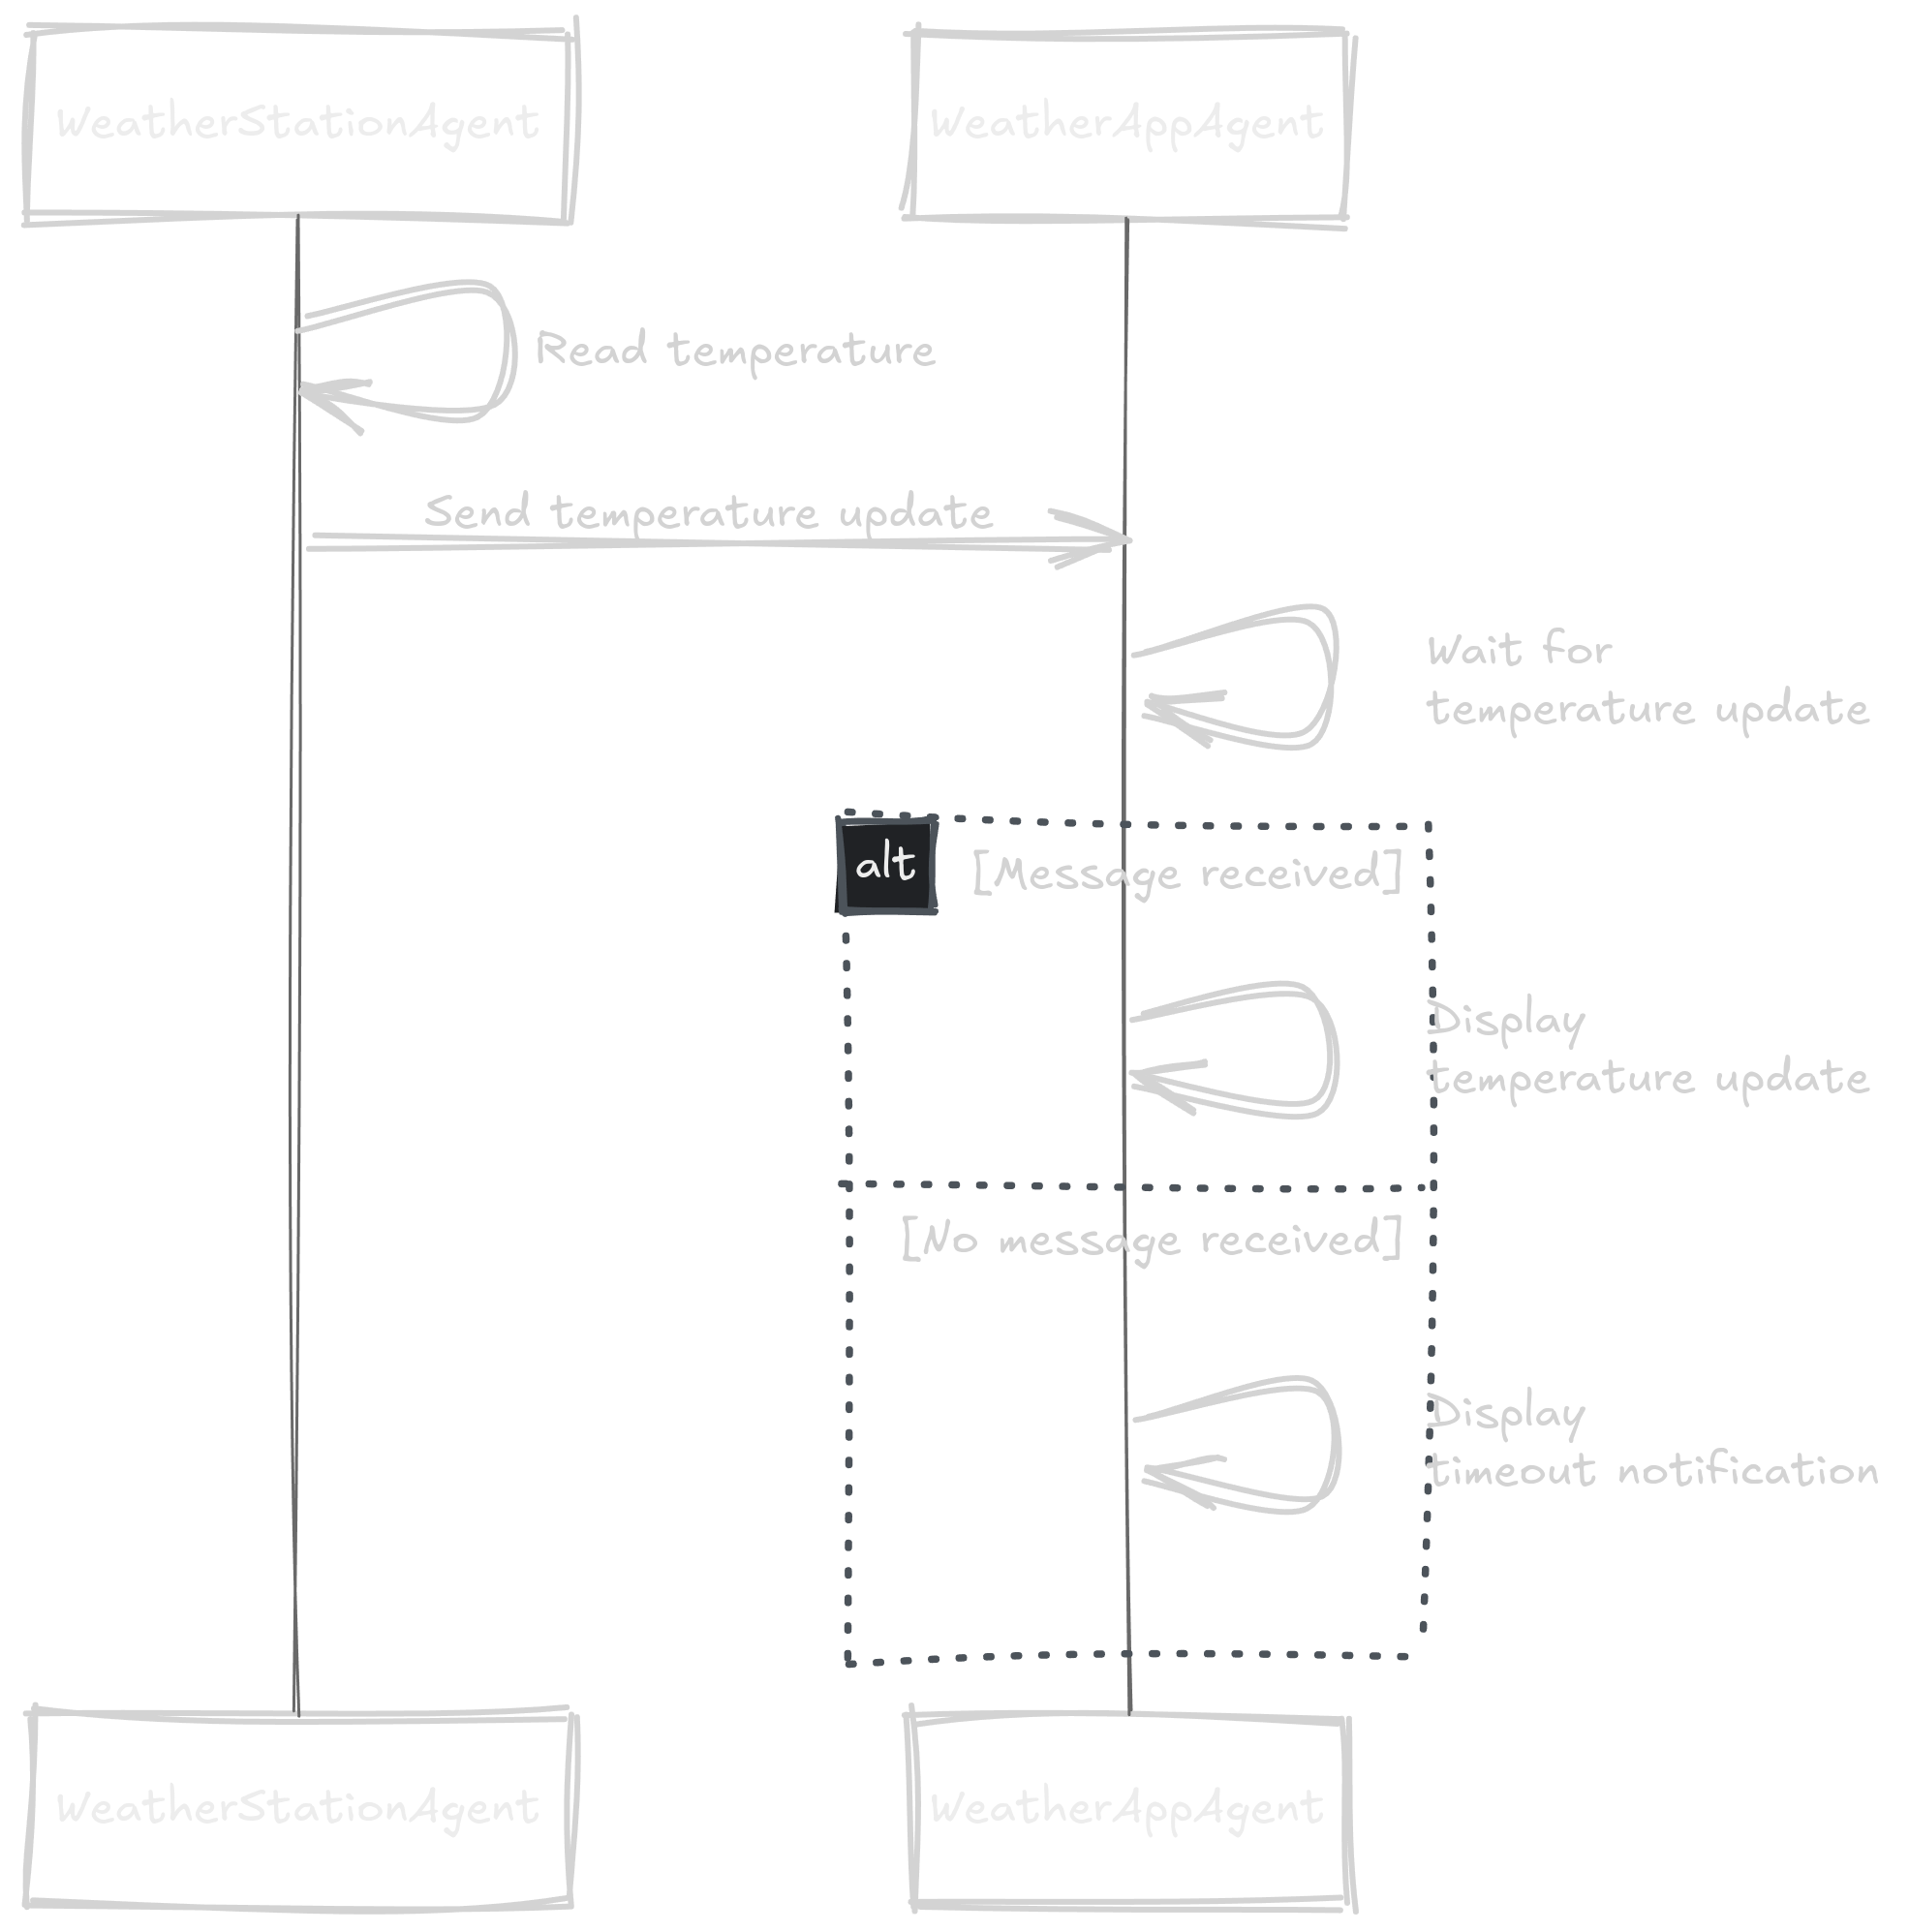 WeatherStationAgent
WeatherAppAgent
Read temperature
Send temperature update
Wait for
temperature update
alt
[Message received]
Display
temperature update
[No message received]
Display
timeout notification
WeatherStationAgent
WeatherAppAgent